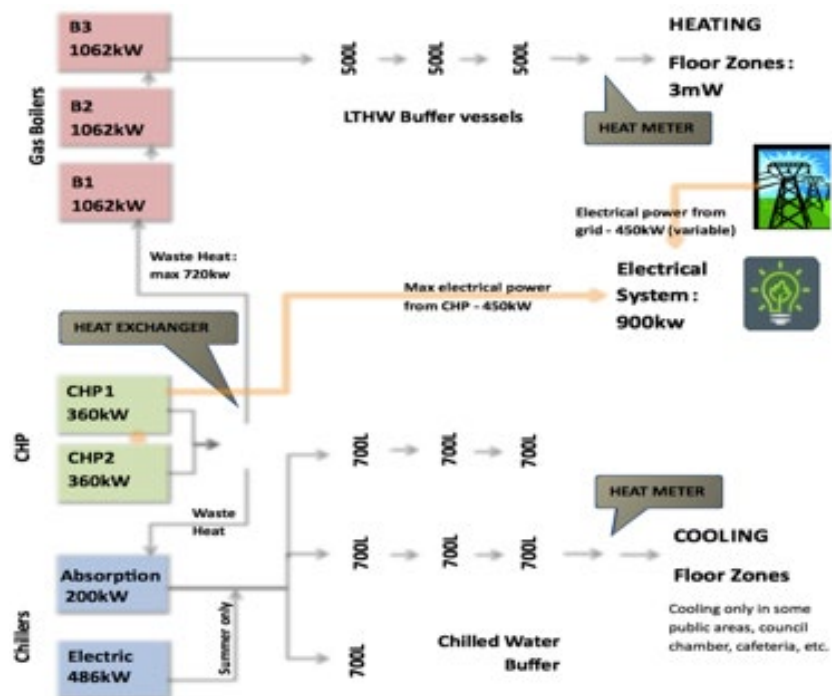 B3
1062kW
B2
1062kW
B1
1062kW
Gas Boilers
500L
500L
500L
LTHW Buffer vessels
HEATING
Floor Zones:
3mW
HEAT METER
Waste Heat:
max 720kw
Electrical power from
grid - 450kW (variable)
Max electrical power
from CHP - 450kW
Electrical
System:
900kw
HEAT EXCHANGER
CHP1
360kW
CHP2
360kW
CHP
Waste
Heat
700L
700L
700L
HEAT METER
700L
700L
700L
COOLING
Floor Zones
Cooling only in some
public areas, council
chamber, cafeteria, etc.
Absorption
200kW
Electric
486kW
Chillers
Summer only
700L
Chilled Water
Buffer